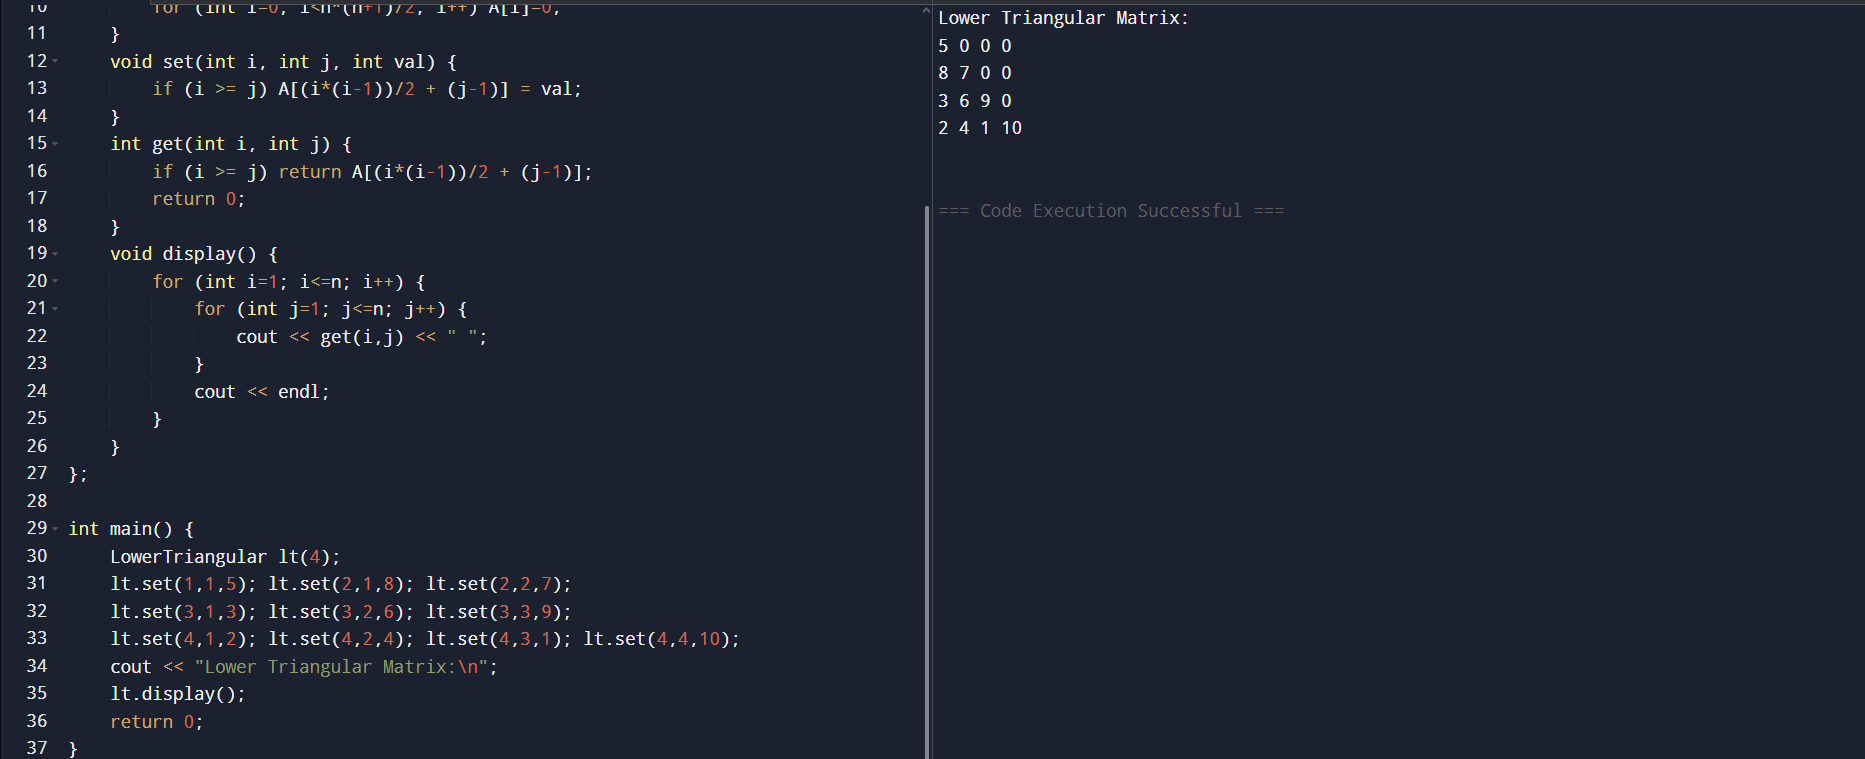 10         for (int i=0; i<n*(n+1)/2; i++) A[i]=0;
11     }
12     void set(int i, int j, int val) {
13         if (i >= j) A[(i*(i-1))/2 + (j-1)] = val;
14     }
15     int get(int i, int j) {
16         if (i >= j) return A[(i*(i-1))/2 + (j-1)];
17         return 0;
18     }
19     void display() {
20         for (int i=1; i<=n; i++) {
21             for (int j=1; j<=n; j++) {
22                 cout << get(i,j) << " ";
23             }
24             cout << endl;
25         }
26     }
27 };
28
29 int main() {
30     LowerTriangular lt(4);
31     lt.set(1,1,5); lt.set(2,1,8); lt.set(2,2,7);
32     lt.set(3,1,3); lt.set(3,2,6); lt.set(3,3,9);
33     lt.set(4,1,2); lt.set(4,2,4); lt.set(4,3,1); lt.set(4,4,10);
34     cout << "Lower Triangular Matrix:\n";
35     lt.display();
36     return 0;
37 }
Lower Triangular Matrix:
5 0 0 0
8 7 0 0
3 6 9 0
2 4 1 10
=== Code Execution Successful ===